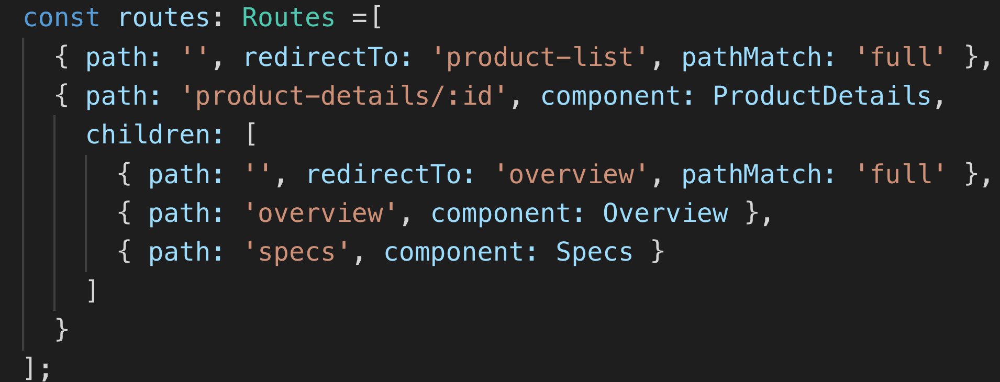 const routes: Routes =[
{ path: '', redirectTo: 'product-list', pathMatch: 'full' },
{ path: 'product-details/:id', component: ProductDetails,
children: [
{ path: '', redirectTo: 'overview', pathMatch: 'full' },
{ path: 'overview', component: Overview },
{ path: 'specs', component: Specs }
]
}
];